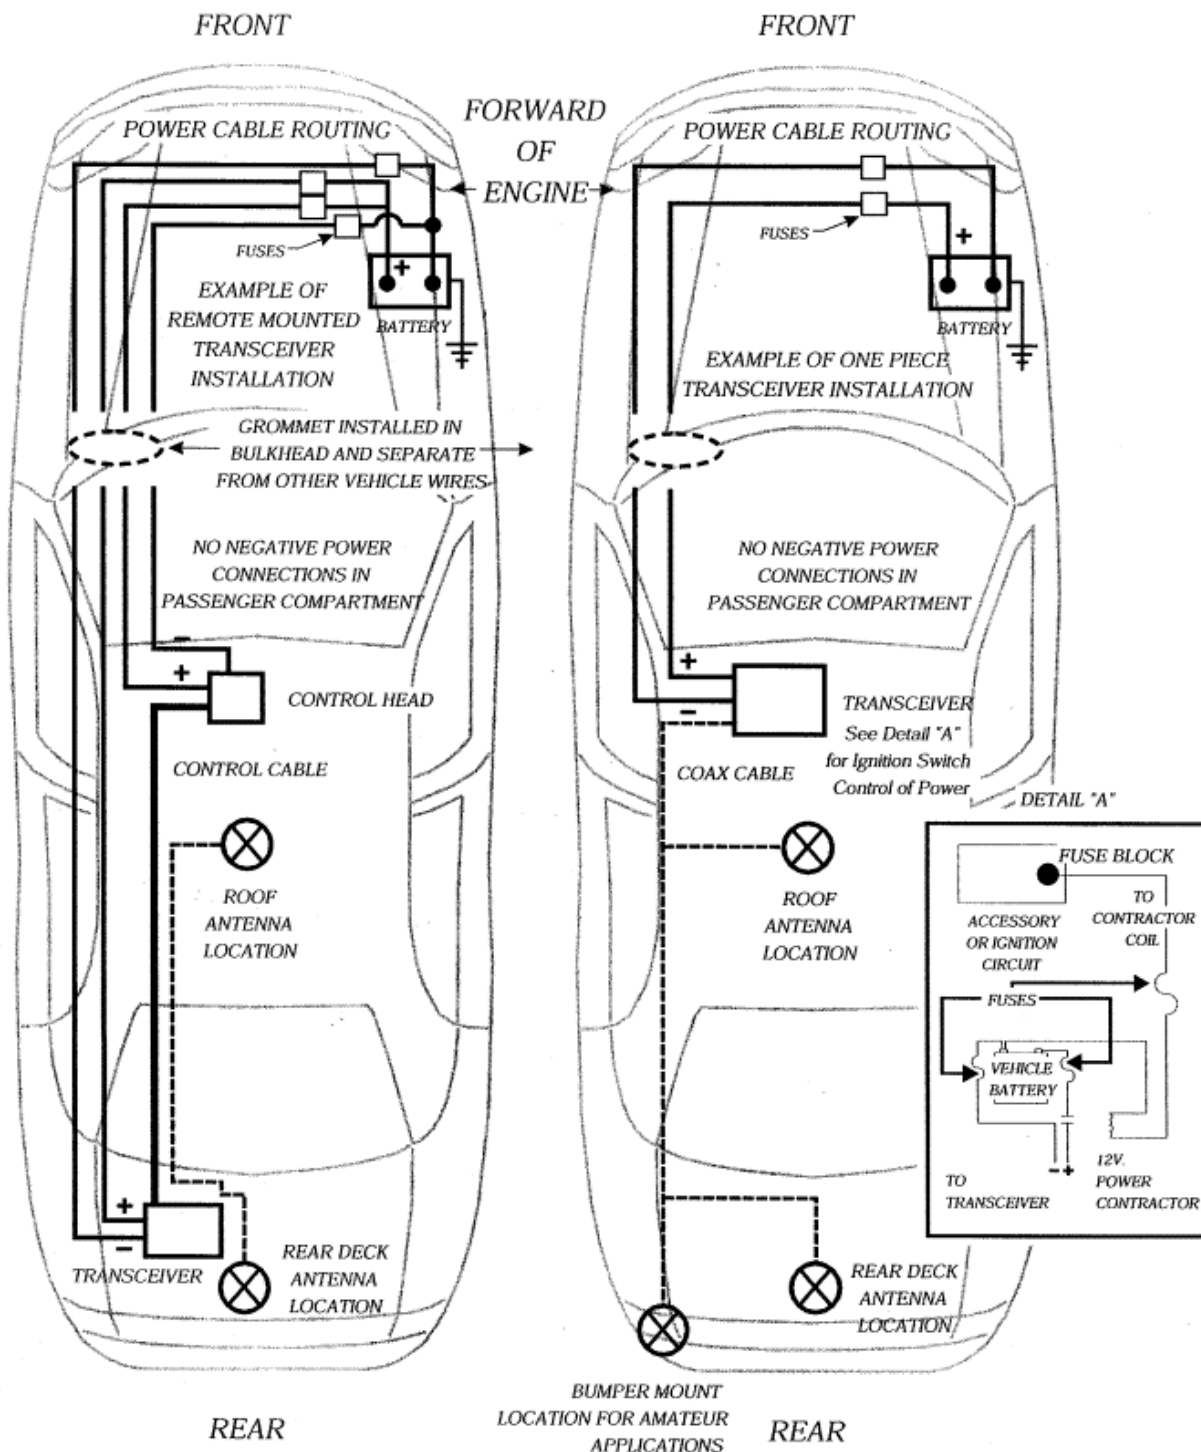 FRONT
POWER CABLE ROUTING
FUSES
+
BATTERY
EXAMPLE OF
REMOTE MOUNTED
TRANSCEIVER
INSTALLATION
FORWARD
OF
ENGINE
GROMMET INSTALLED IN
BULKHEAD AND SEPARATE
FROM OTHER VEHICLE WIRES
NO NEGATIVE POWER
CONNECTIONS IN
PASSENGER COMPARTMENT
-
+
CONTROL HEAD
CONTROL CABLE
ROOF
ANTENNA
LOCATION
+
-
TRANSCEIVER
REAR DECK
ANTENNA
LOCATION
REAR
FRONT
POWER CABLE ROUTING
FUSES
+
BATTERY
EXAMPLE OF ONE PIECE
TRANSCEIVER INSTALLATION
NO NEGATIVE POWER
CONNECTIONS IN
PASSENGER COMPARTMENT
+
-
TRANSCEIVER
See Detail "A"
for Ignition Switch
Control of Power
COAX CABLE
ROOF
ANTENNA
LOCATION
REAR DECK
ANTENNA
LOCATION
BUMPER MOUNT
LOCATION FOR AMATEUR
APPLICATIONS
REAR
DETAIL "A"
FUSE BLOCK
ACCESSORY
OR IGNITION
CIRCUIT
TO
CONTRACTOR
COIL
FUSES
VEHICLE
BATTERY
- +
TO
TRANSCEIVER
12V.
POWER
CONTRACTOR